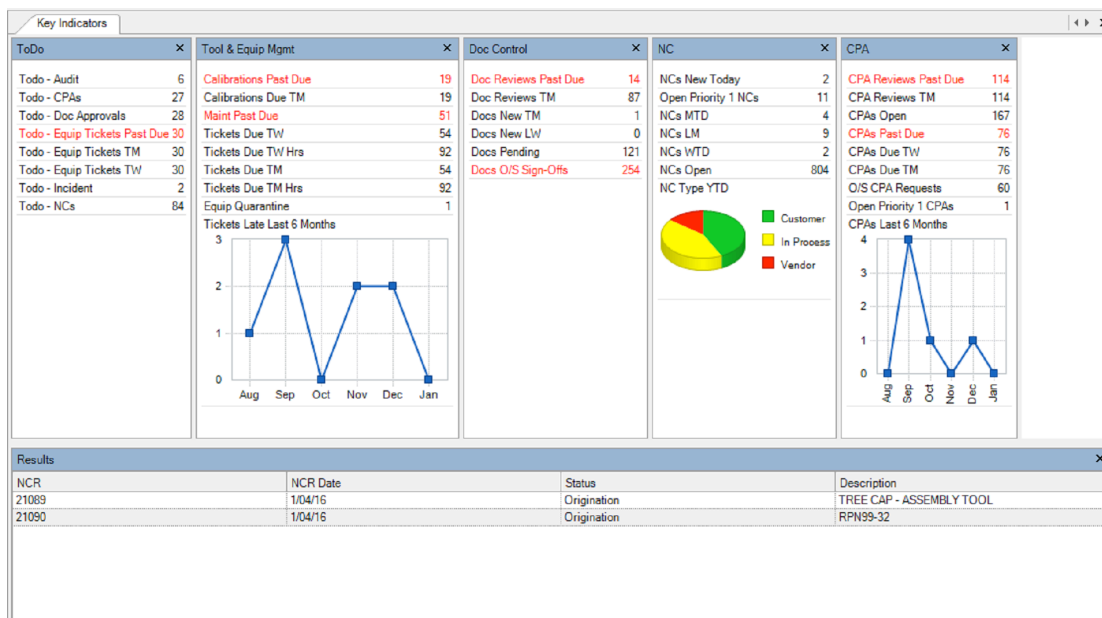 Key Indicators
ToDo
Todo - Audit 6
Todo - CPAs 27
Todo - Doc Approvals 28
Todo - Equip Tickets Past Due 30
Todo - Equip Tickets TM 30
Todo - Equip Tickets TW 30
Todo - Incident 2
Todo - NCs 84
Tool & Equip Mgmt
Calibrations Past Due 19
Calibrations Due TM 19
Maint Past Due 51
Tickets Due TW 54
Tickets Due TW Hrs 92
Tickets Due TM 54
Tickets Due TM Hrs 92
Equip Quarantine 1
Tickets Late Last 6 Months
3
2
1
0
Aug Sep Oct Nov Dec Jan
Doc Control
Doc Reviews Past Due 14
Doc Reviews TM 87
Docs New TM 1
Docs New LW 0
Docs Pending 121
Docs O/S Sign-Offs 254
NC
NCs New Today 2
Open Priority 1 NCs 11
NCs MTD 4
NCs LM 9
NCs WTD 2
NCs Open 804
NC Type YTD
Customer
In Process
Vendor
CPA
CPA Reviews Past Due 114
CPA Reviews TM 114
CPAs Open 167
CPAs Past Due 76
CPAs Due TW 76
CPAs Due TM 76
O/S CPA Requests 60
Open Priority 1 CPAs 1
CPAs Last 6 Months
4
3
2
1
0
Aug Sep Oct Nov Dec Jan
Results
NCR NCR Date Status Description
21089 1/04/16 Origination TREE CAP - ASSEMBLY TOOL
21090 1/04/16 Origination RPN99-32